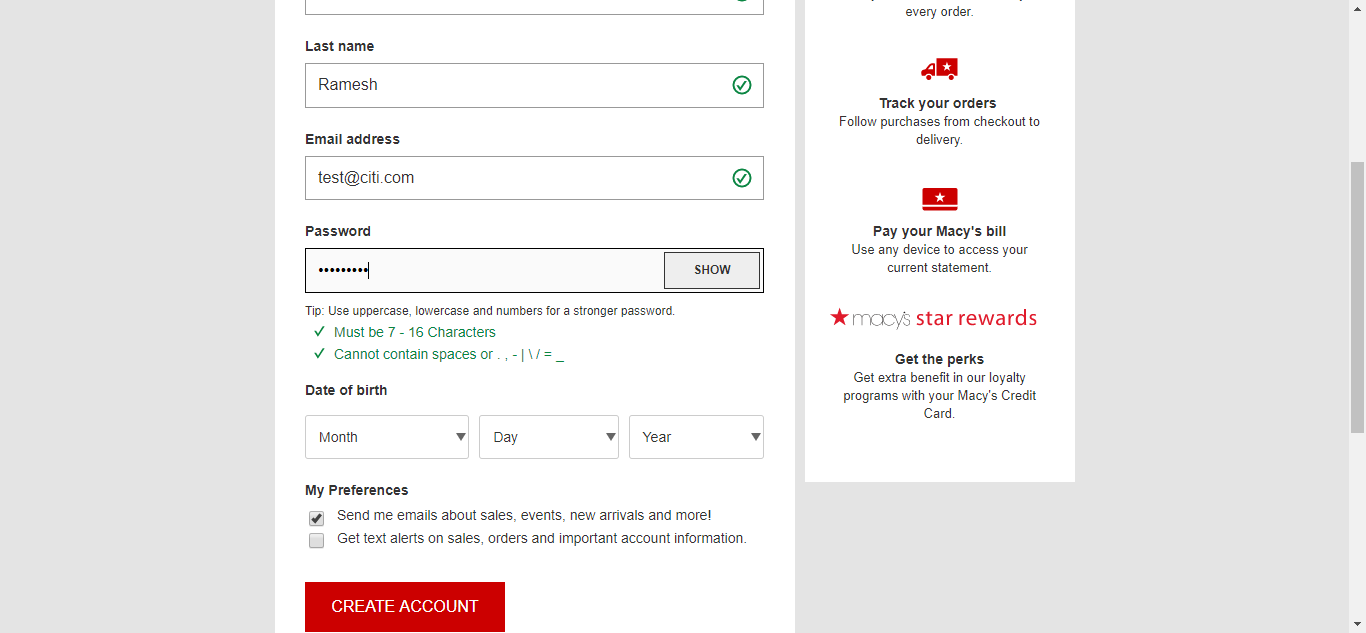 Last name
Ramesh
Email address
test@citi.com
Password
•••••••••
SHOW
Tip: Use uppercase, lowercase and numbers for a stronger password.
Must be 7 - 16 Characters
Cannot contain spaces or . , - | \ / = _
Date of birth
Month
Day
Year
My Preferences
Send me emails about sales, events, new arrivals and more!
Get text alerts on sales, orders and important account information.
CREATE ACCOUNT
every order.
Track your orders
Follow purchases from checkout to
delivery.
Pay your Macy's bill
Use any device to access your
current statement.
macy's star rewards
Get the perks
Get extra benefit in our loyalty
programs with your Macy's Credit
Card.